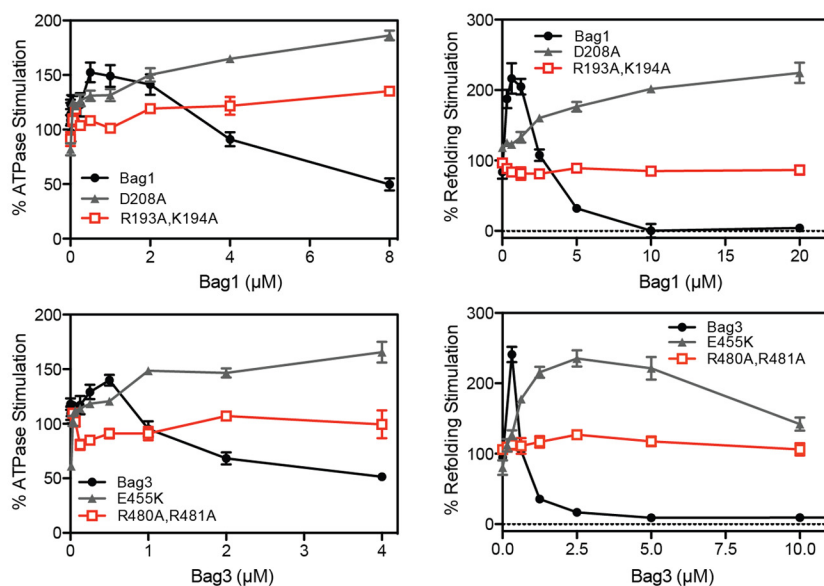 % ATPase Stimulation
200
150
100
50
0
Bag1
D208A
R193A,K194A
0 2 4 6 8
Bag1 (µM)
% Refolding Stimulation
300
200
100
0
Bag1
D208A
R193A,K194A
0 5 10 15 20
Bag1 (µM)
% ATPase Stimulation
200
150
100
50
0
Bag3
E455K
R480A,R481A
0 1 2 3 4
Bag3 (µM)
% Refolding Stimulation
300
200
100
0
Bag3
E455K
R480A,R481A
0.0 2.5 5.0 7.5 10.0
Bag3 (µM)